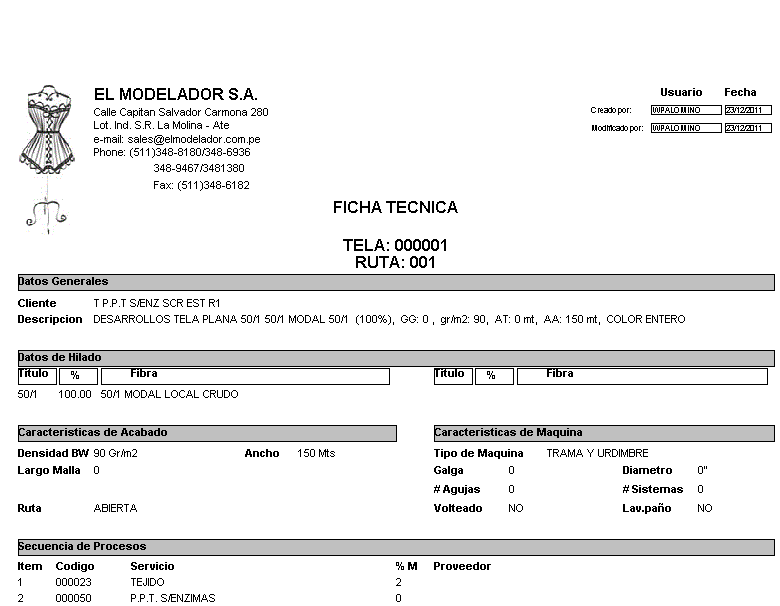 EL MODELADOR S.A.
Calle Capitan Salvador Carmona 280
Lot. Ind. S.R. La Molina - Ate
e-mail: sales@elmodelador.com.pe
Phone: (511)348-8180/348-6936
348-9467/3481380
Fax: (511)348-6182
Usuario Fecha
Creado por: WPALOMINO 23/12/2011
Modificado por: WPALOMINO 23/12/2011
FICHA TECNICA
TELA: 000001
RUTA: 001
Datos Generales
Cliente T P.P.T S/ENZ SCR EST R1
Descripcion DESARROLLOS TELA PLANA 50/1 50/1 MODAL 50/1 (100%), GG: 0 , gr/m2: 90, AT: 0 mt, AA: 150 mt, COLOR ENTERO
Datos de Hilado
Titulo % Fibra Titulo % Fibra
50/1 100.00 50/1 MODAL LOCAL CRUDO
Caracteristicas de Acabado Caracteristicas de Maquina
Densidad BW 90 Gr/m2 Ancho 150 Mts Tipo de Maquina TRAMA Y URDIMBRE
Largo Malla 0 Galga 0 Diametro 0"
# Agujas 0 # Sistemas 0
Ruta ABIERTA Volteado NO Lav.paño NO
Secuencia de Procesos
Item Codigo Servicio % M Proveedor
1 000023 TEJIDO 2
2 000050 P.P.T. S/ENZIMAS 0